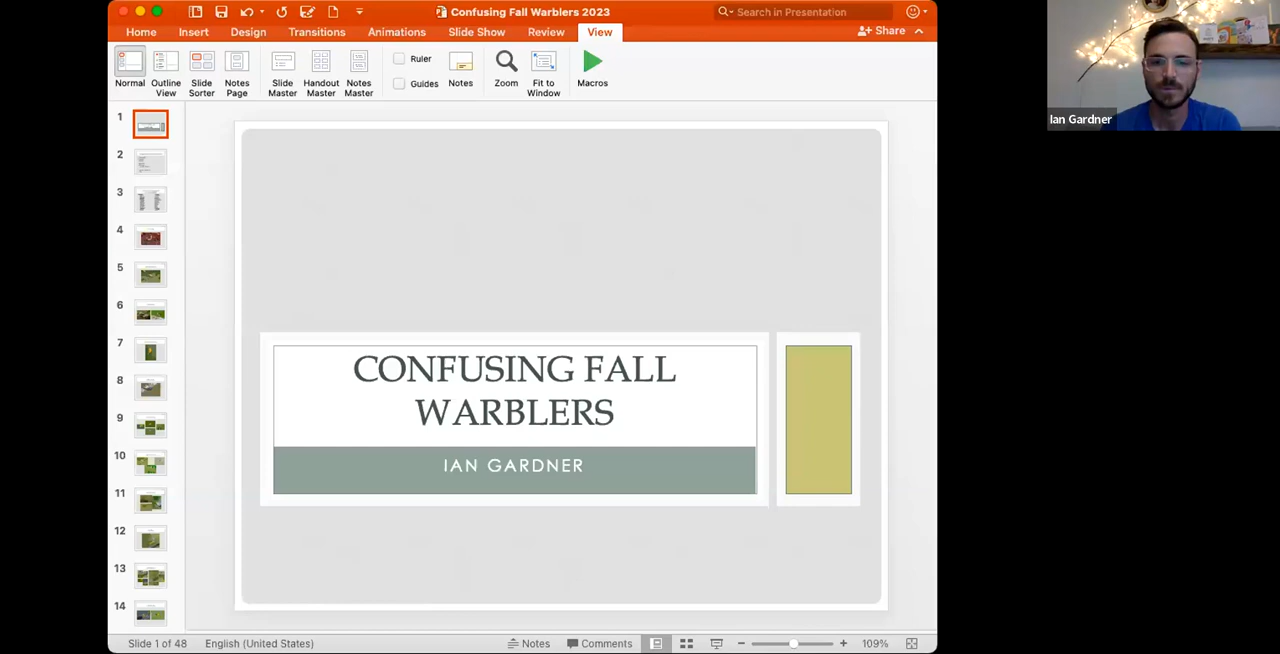 Confusing Fall Warblers 2023
Search in Presentation
Home Insert Design Transitions Animations Slide Show Review View
Share
Normal
Outline View
Slide Sorter
Notes Page
Slide Master
Handout Master
Notes Master
Ruler
Guides
Notes
Zoom
Fit to Window
Macros
Ian Gardner
1
2
3
4
5
6
7
8
9
10
11
12
13
14
CONFUSING FALL
WARBLERS
IAN GARDNER
Slide 1 of 48 English (United States) Notes Comments 109%